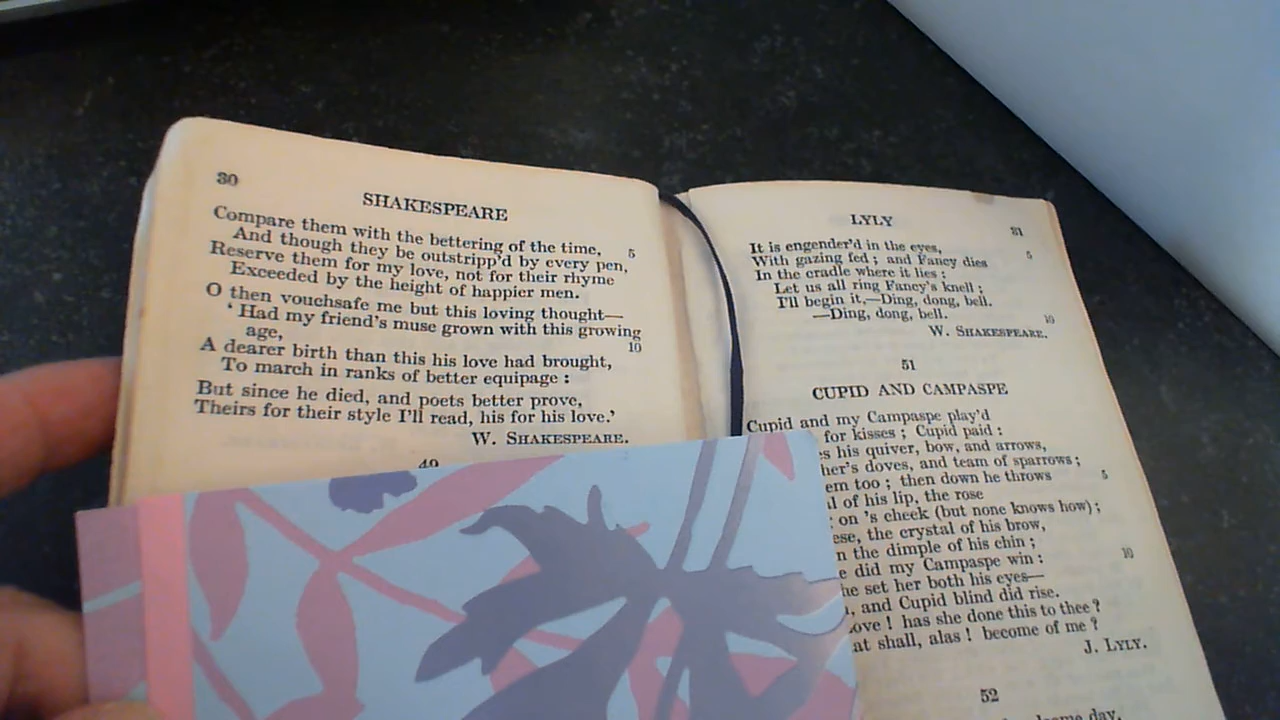 30
SHAKESPEARE
Compare them with the bettering of the time,
And though they be outstripp'd by every pen, 5
Reserve them for my love, not for their rhyme
Exceeded by the height of happier men.
O then vouchsafe me but this loving thought—
‘ Had my friend's muse grown with this growing
age, 10
A dearer birth than this his love had brought,
To march in ranks of better equipage :
But since he died, and poets better prove,
Theirs for their style I'll read, his for his love.’
W. SHAKESPEARE.
49
LYLY 31
It is engender'd in the eyes,
With gazing fed ; and Fancy dies 5
In the cradle where it lies :
Let us all ring Fancy's knell ;
I'll begin it,—Ding, dong, bell.
—Ding, dong, bell. 10
W. SHAKESPEARE.
51
CUPID AND CAMPASPE
Cupid and my Campaspe play'd
for kisses ; Cupid paid :
his quiver, bow, and arrows,
doves, and team of sparrows ;
too ; then down he throws 5
of his lip, the rose
on 's cheek (but none knows how) ;
the crystal of his brow,
the dimple of his chin ;
did my Campaspe win : 10
set her both his eyes—
and Cupid blind did rise.
! has she done this to thee ?
shall, alas ! become of me ?
J. LYLY.
52
day,